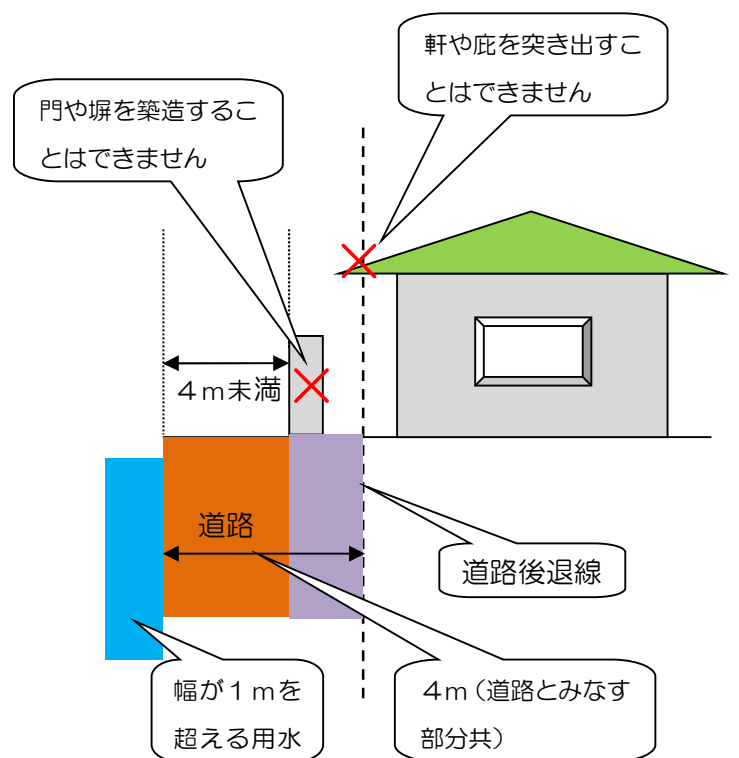 軒や庇を突き出すこ
とはできません
門や塀を築造するこ
とはできません
４ｍ未満
道路
道路後退線
幅が１ｍを
超える用水
４ｍ（道路とみなす
部分共）